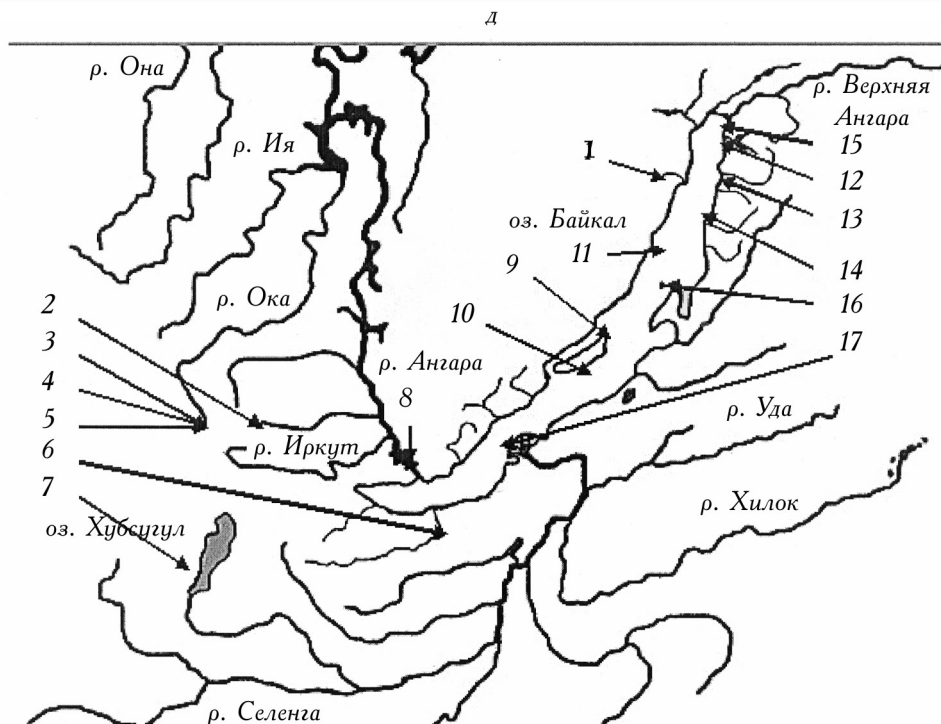 д
р. Она
р. Верхняя
Ангара
р. Ия
1
15
12
13
оз. Байкал
11
14
9
16
р. Ока
2
10
17
3
р. Ангара
4
8
5
р. Уда
р. Иркут
6
7
р. Хилок
оз. Хубсугул
р. Селенга